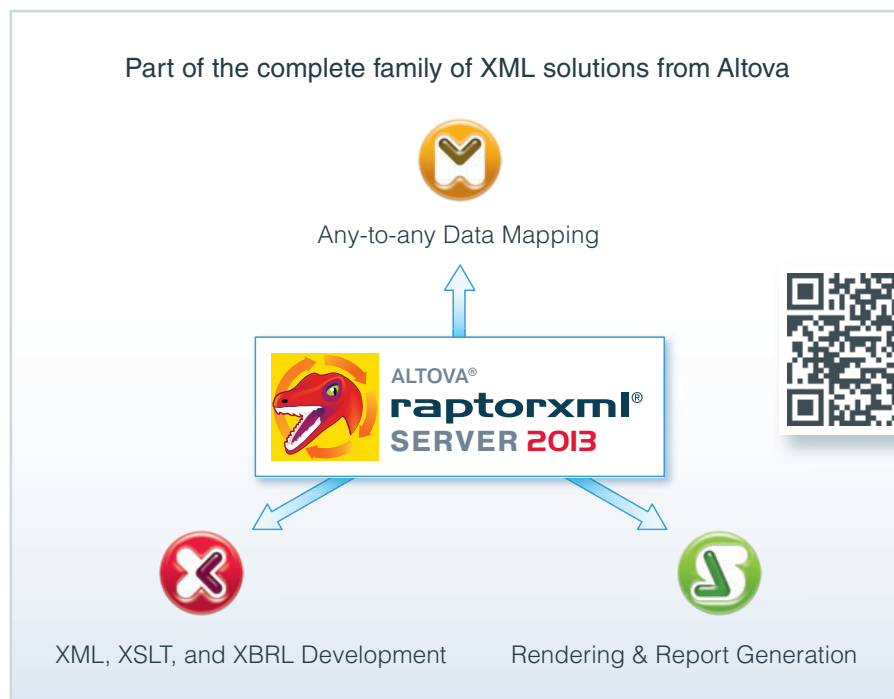 Part of the complete family of XML solutions from Altova
Any-to-any Data Mapping
ALTOVA®
raptorxml®
SERVER 2013
XML, XSLT, and XBRL Development
Rendering & Report Generation